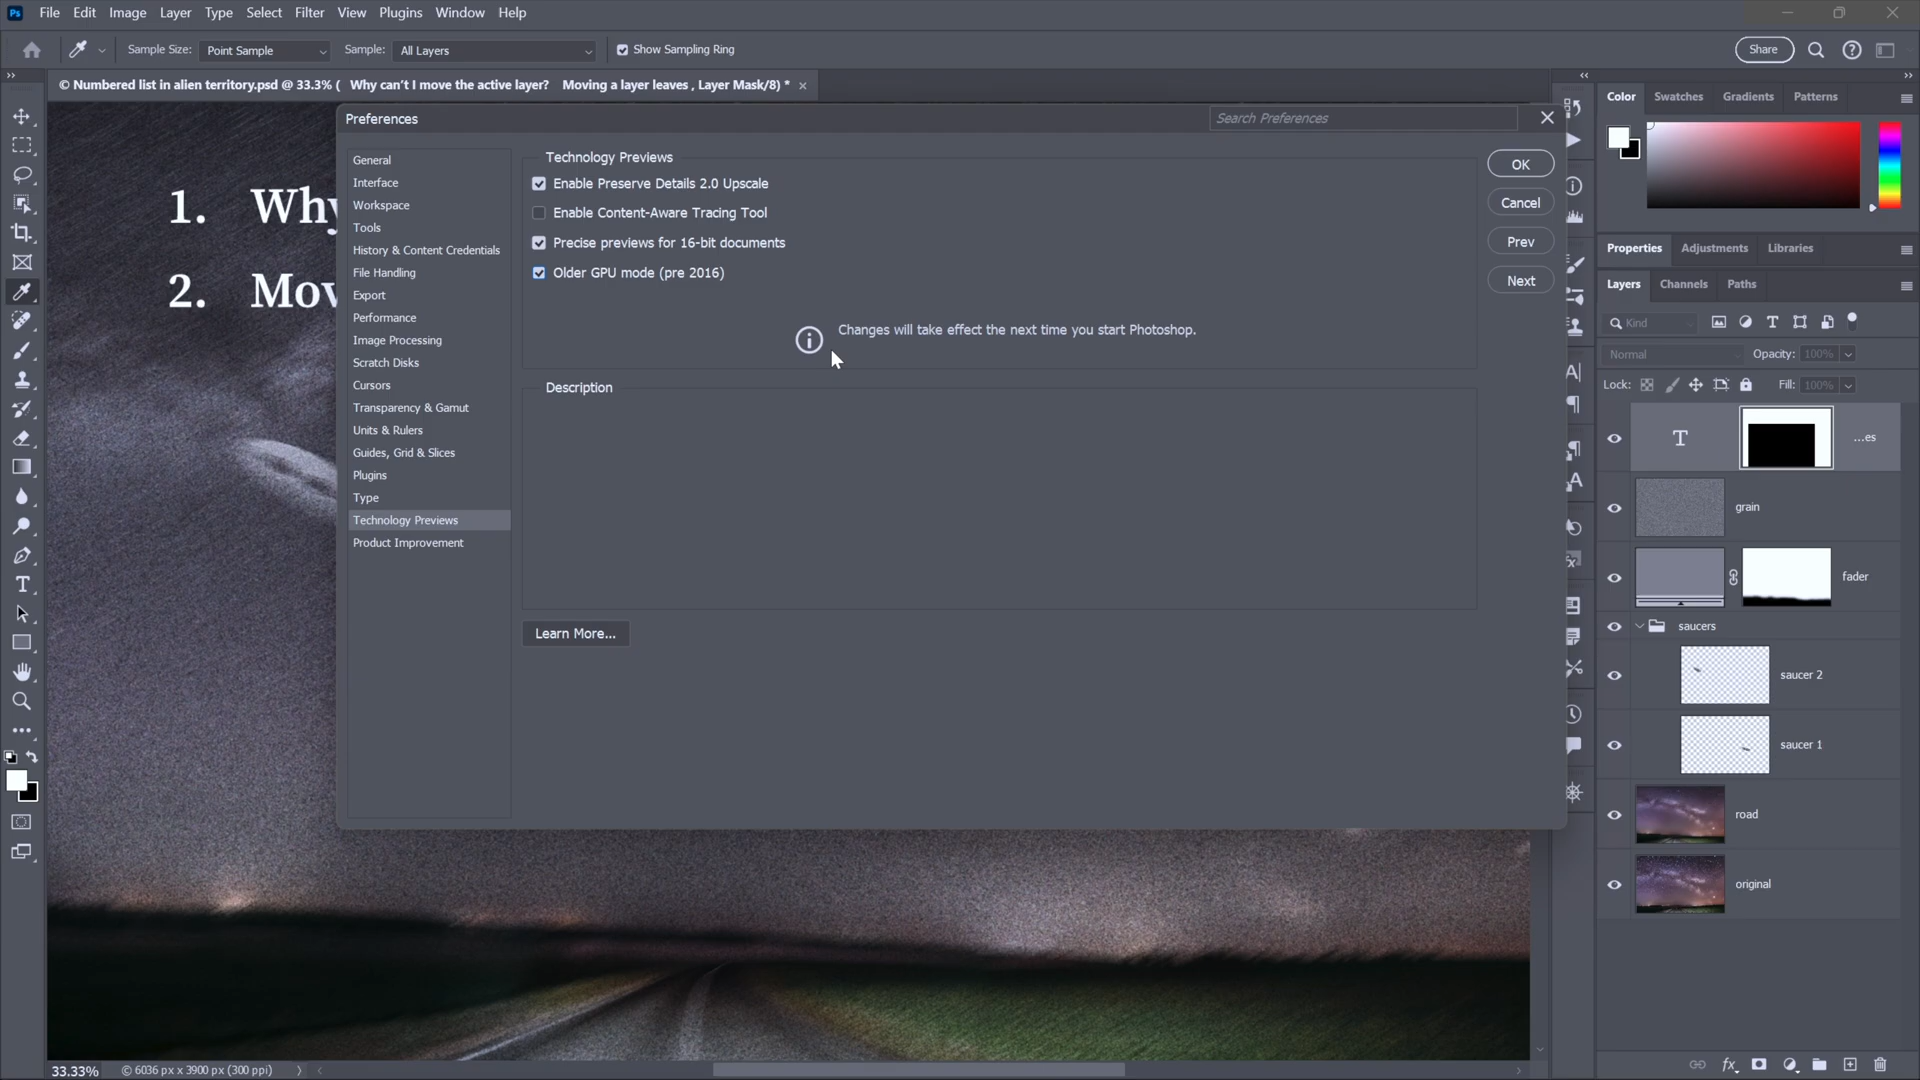 Ps File Edit Image Layer Type Select Filter View Plugins Window Help
Sample Size: Point Sample Sample: All Layers Show Sampling Ring Share
© Numbered list in alien territory.psd @ 33.3% ( Why can't I move the active layer? Moving a layer leaves , Layer Mask/8) *
Preferences
Search Preferences
General
Interface
Workspace
Tools
History & Content Credentials
File Handling
Export
Performance
Image Processing
Scratch Disks
Cursors
Transparency & Gamut
Units & Rulers
Guides, Grid & Slices
Plugins
Type
Technology Previews
Product Improvement
Technology Previews
Enable Preserve Details 2.0 Upscale
Enable Content-Aware Tracing Tool
Precise previews for 16-bit documents
Older GPU mode (pre 2016)
Changes will take effect the next time you start Photoshop.
Description
Learn More...
OK
Cancel
Prev
Next
1. Why
2. Mov
Color Swatches Gradients Patterns
Properties Adjustments Libraries
Layers Channels Paths
Kind
Normal Opacity: 100%
Lock: Fill: 100%
...es
grain
fader
saucers
saucer 2
saucer 1
road
original
33.33% © 6036 px x 3900 px (300 ppi)